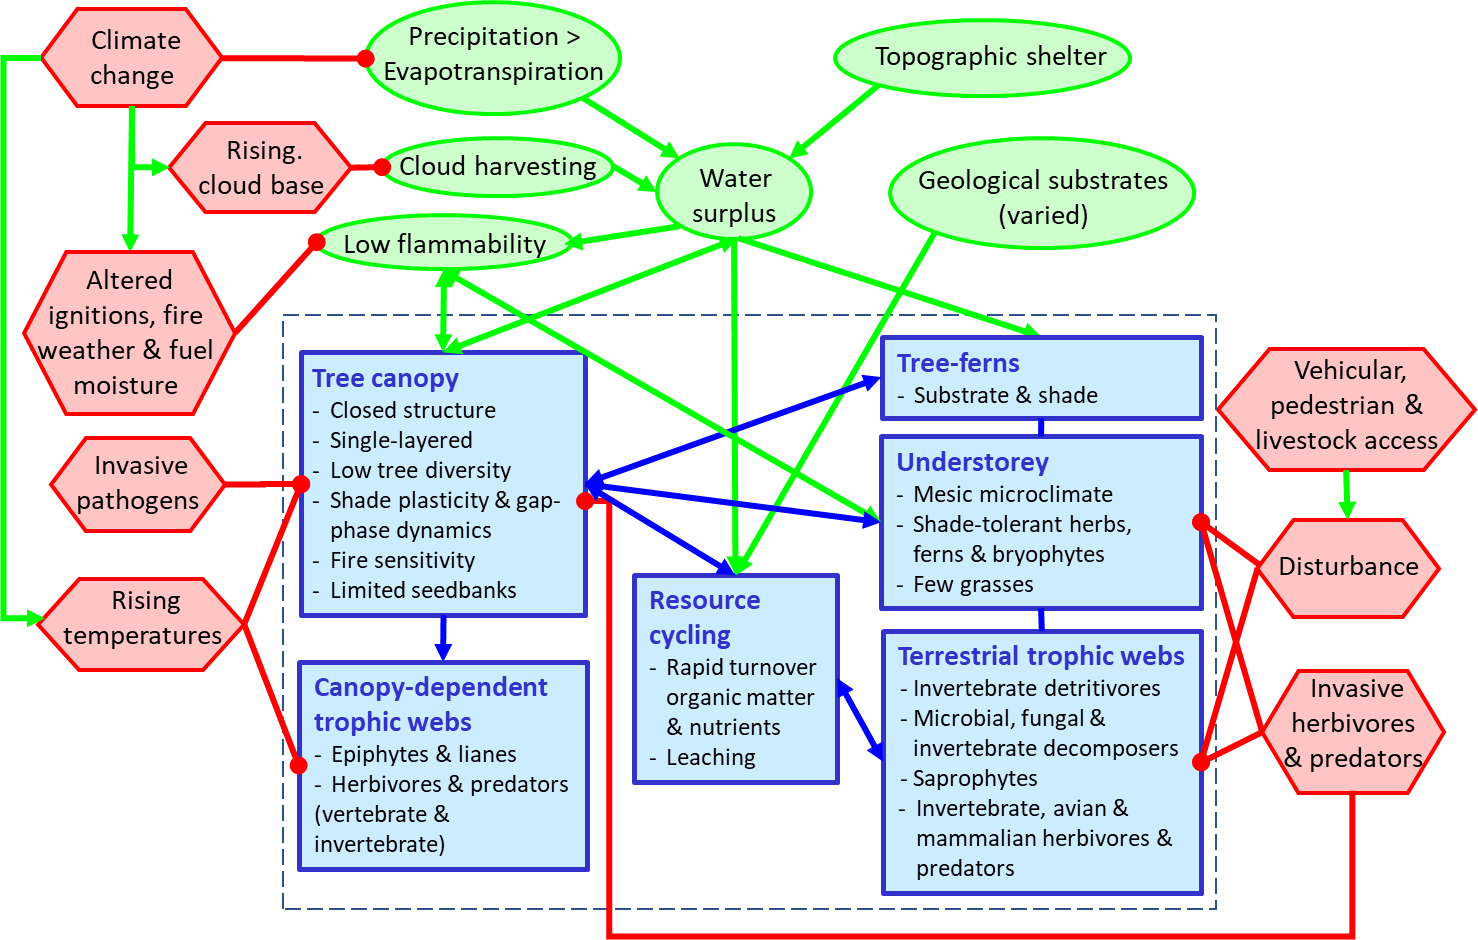 Climate
change
Precipitation >
Evapotranspiration
Topographic shelter
Rising.
cloud base
Cloud harvesting
Water
surplus
Geological substrates
(varied)
Low flammability
Altered
ignitions, fire
weather & fuel
moisture
Tree canopy
- Closed structure
- Single-layered
- Low tree diversity
- Shade plasticity & gap-
phase dynamics
- Fire sensitivity
- Limited seedbanks
Tree-ferns
- Substrate & shade
Vehicular,
pedestrian &
livestock access
Invasive
pathogens
Understorey
- Mesic microclimate
- Shade-tolerant herbs,
ferns & bryophytes
- Few grasses
Disturbance
Rising
temperatures
Resource
cycling
- Rapid turnover
organic matter
& nutrients
- Leaching
Canopy-dependent
trophic webs
- Epiphytes & lianes
- Herbivores & predators
(vertebrate &
invertebrate)
Terrestrial trophic webs
- Invertebrate detritivores
- Microbial, fungal &
invertebrate decomposers
- Saprophytes
- Invertebrate, avian &
mammalian herbivores &
predators
Invasive
herbivores
& predators